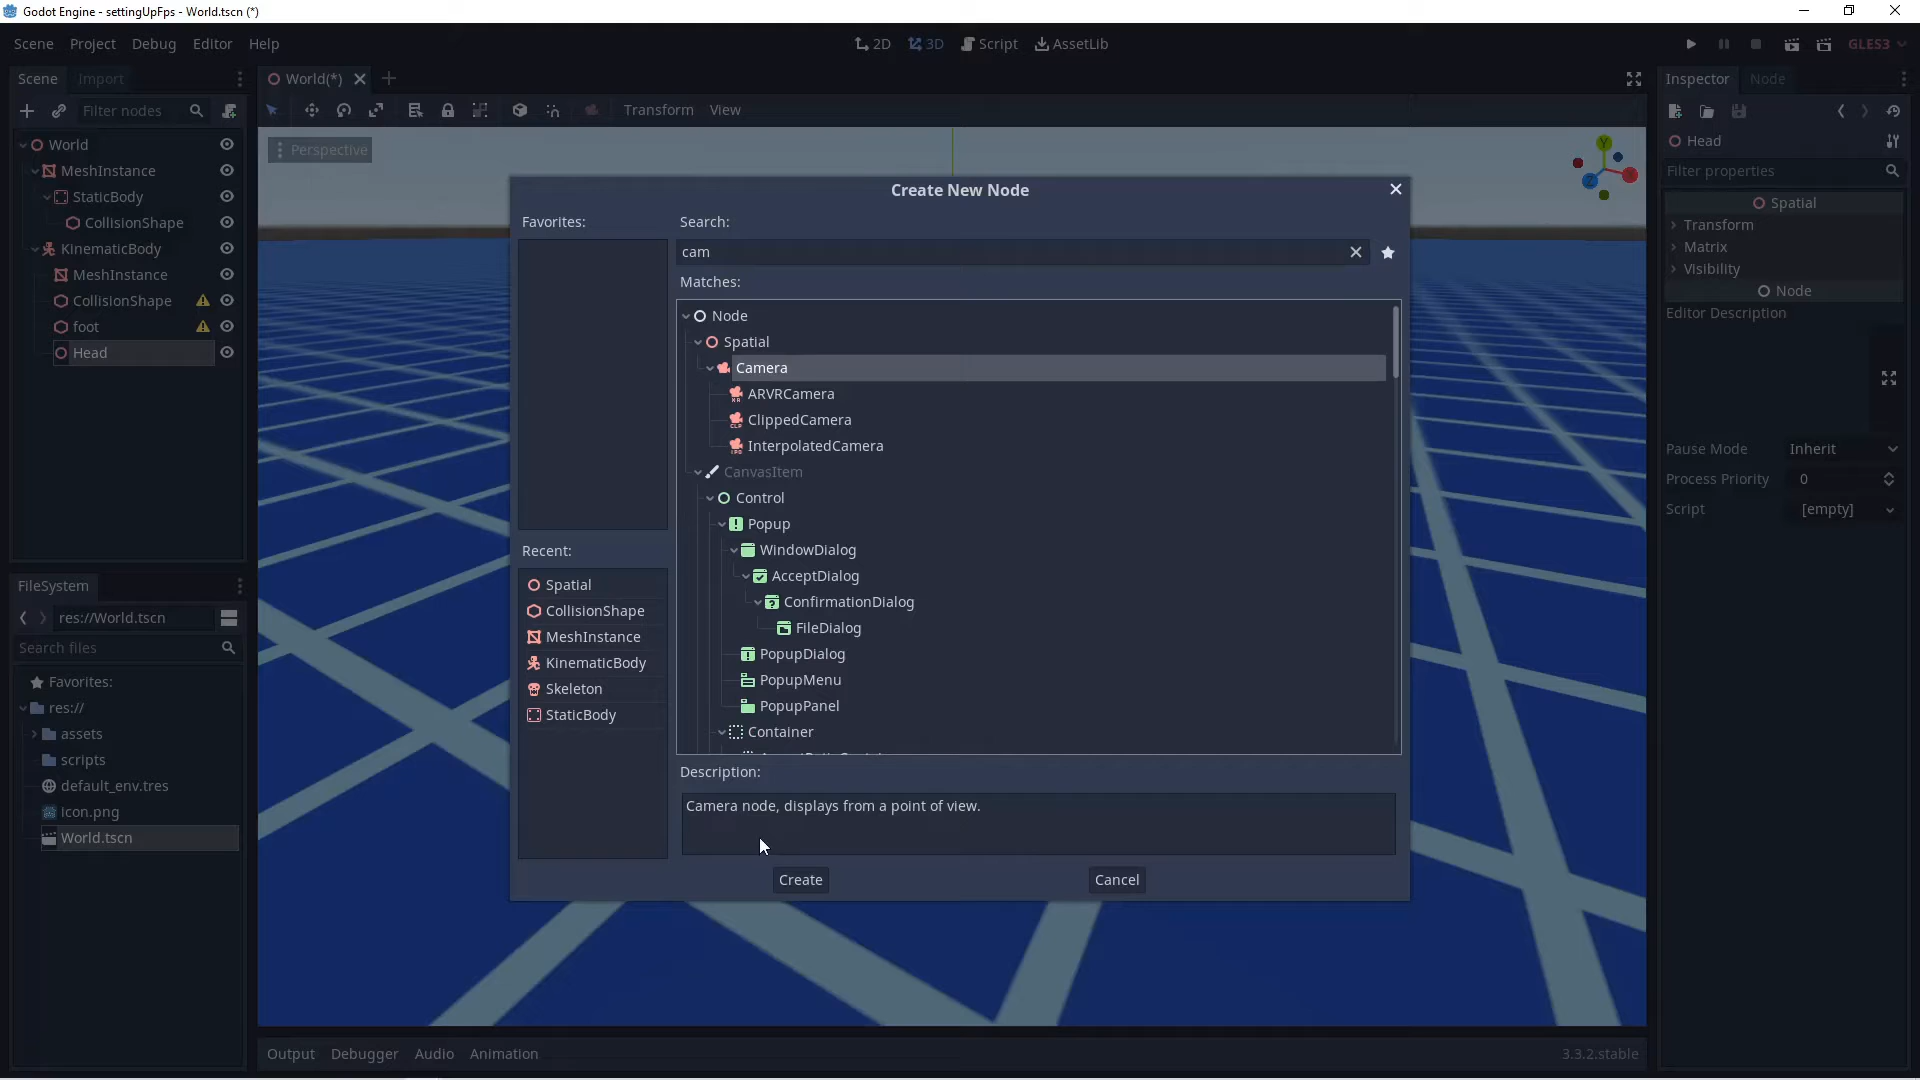 Godot Engine - settingUpFps - World.tscn (*)
Scene Project Debug Editor Help
2D 3D Script AssetLib
GLES3
Scene Import
World(*)
Inspector Node
Filter nodes
Transform View
World
MeshInstance
StaticBody
CollisionShape
KinematicBody
MeshInstance
CollisionShape
foot
Head
Perspective
Y
X
Z
Create New Node
Favorites:
Search:
cam
Matches:
Node
Spatial
Camera
ARVRCamera
ClippedCamera
InterpolatedCamera
CanvasItem
Control
Popup
WindowDialog
AcceptDialog
ConfirmationDialog
FileDialog
PopupDialog
PopupMenu
PopupPanel
Container
Recent:
Spatial
CollisionShape
MeshInstance
KinematicBody
Skeleton
StaticBody
Description:
Camera node, displays from a point of view.
Create
Cancel
Head
Filter properties
Spatial
Transform
Matrix
Visibility
Node
Editor Description
Pause Mode Inherit
Process Priority 0
Script [empty]
FileSystem
res://World.tscn
Search files
Favorites:
res://
assets
scripts
default_env.tres
icon.png
World.tscn
Output Debugger Audio Animation
3.3.2.stable